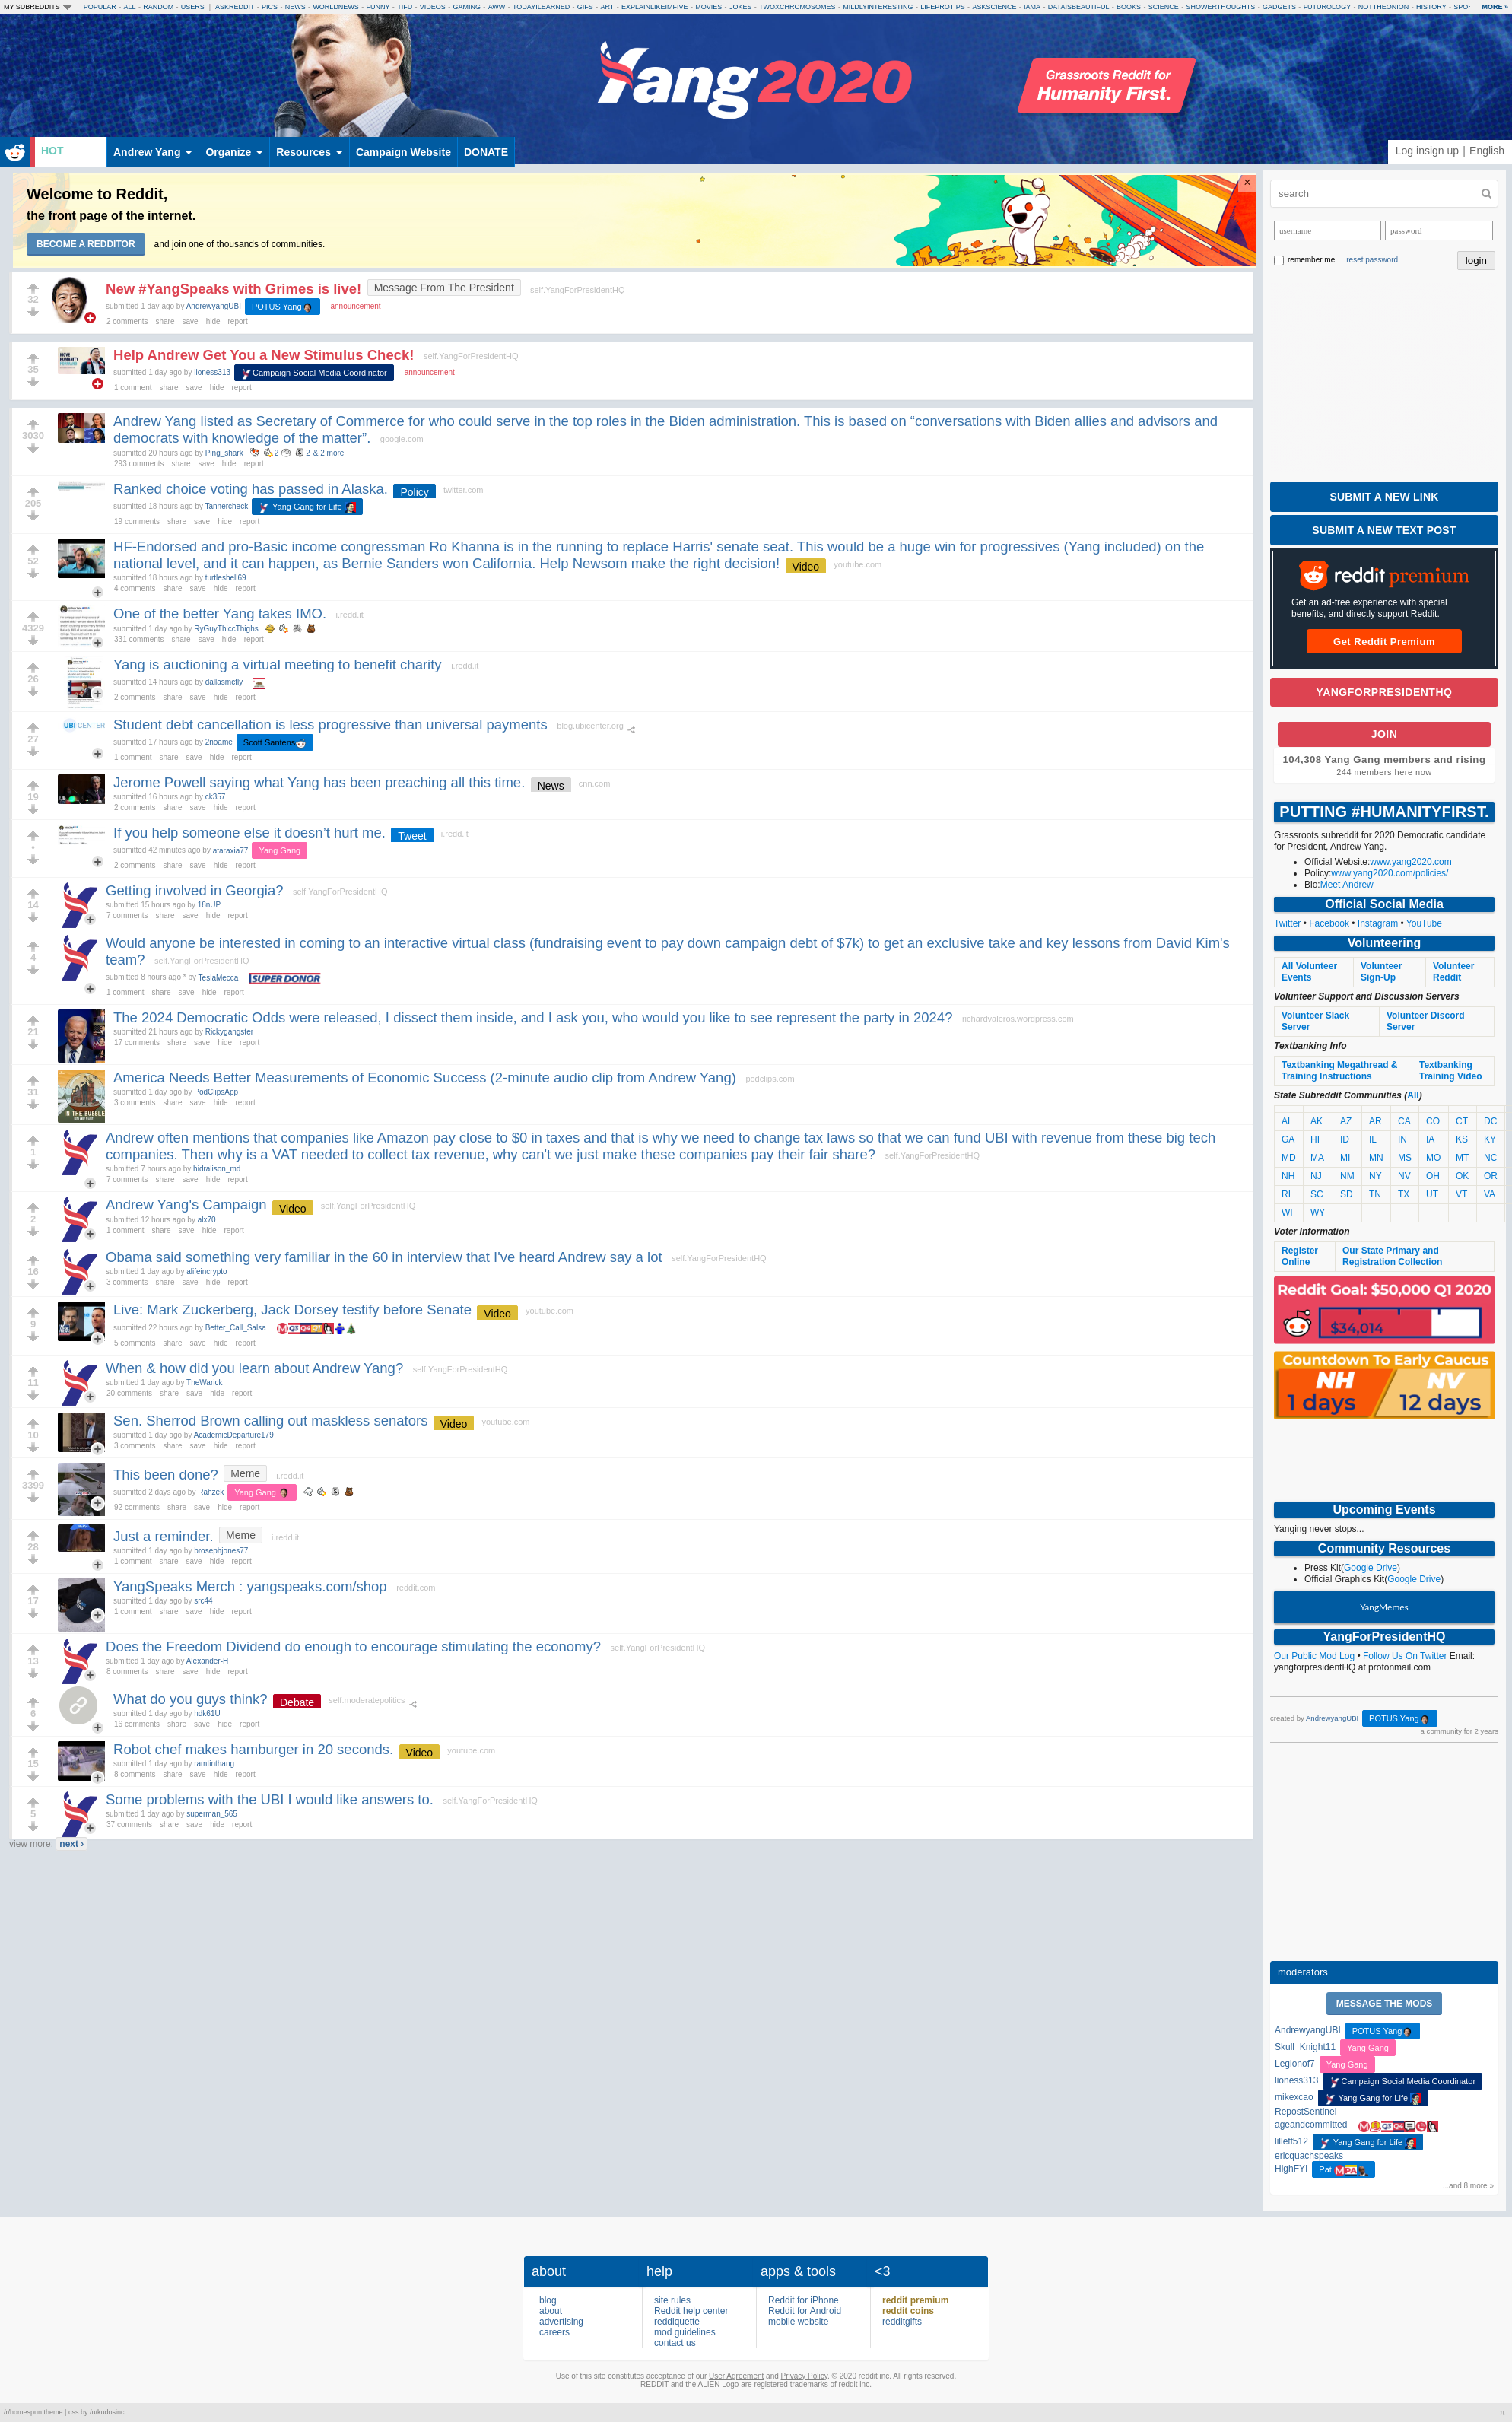 MY SUBREDDITS POPULAR - ALL - RANDOM - USERS | ASKREDDIT - PICS - NEWS - WORLDNEWS - FUNNY - TIFU - VIDEOS - GAMING - AWW - TODAYILEARNED - GIFS - ART - EXPLAINLIKEIMFIVE - MOVIES - JOKES - TWOXCHROMOSOMES - MILDLYINTERESTING - LIFEPROTIPS - ASKSCIENCE - IAMA - DATAISBEAUTIFUL - BOOKS - SCIENCE - SHOWERTHOUGHTS - GADGETS - FUTUROLOGY - NOTTHEONION - HISTORY - SPOR MORE »
Yang 2020
Grassroots Reddit for
Humanity First.
HOT Andrew Yang Organize Resources Campaign Website DONATE
Log in sign up | English
Welcome to Reddit,
the front page of the internet.
BECOME A REDDITOR and join one of thousands of communities.
New #YangSpeaks with Grimes is live! Message From The President self.YangForPresidentHQ
32
submitted 1 day ago by AndrewyangUBI POTUS Yang - announcement
2 comments share save hide report
Help Andrew Get You a New Stimulus Check! self.YangForPresidentHQ
35
submitted 1 day ago by lioness313 Campaign Social Media Coordinator - announcement
1 comment share save hide report
Andrew Yang listed as Secretary of Commerce for who could serve in the top roles in the Biden administration. This is based on “conversations with Biden allies and advisors and
3030
democrats with knowledge of the matter”. google.com
submitted 20 hours ago by Ping_shark 2 2 & 2 more
293 comments share save hide report
Ranked choice voting has passed in Alaska. Policy twitter.com
205
submitted 18 hours ago by Tannercheck Yang Gang for Life
19 comments share save hide report
HF-Endorsed and pro-Basic income congressman Ro Khanna is in the running to replace Harris' senate seat. This would be a huge win for progressives (Yang included) on the
52
national level, and it can happen, as Bernie Sanders won California. Help Newsom make the right decision! Video youtube.com
submitted 18 hours ago by turtleshell69
4 comments share save hide report
One of the better Yang takes IMO. i.redd.it
4329
submitted 1 day ago by RyGuyThiccThighs
331 comments share save hide report
Yang is auctioning a virtual meeting to benefit charity i.redd.it
26
submitted 14 hours ago by dallasmcfly
2 comments share save hide report
UBI CENTER
Student debt cancellation is less progressive than universal payments blog.ubicenter.org
27
submitted 17 hours ago by 2noame Scott Santens
1 comment share save hide report
Jerome Powell saying what Yang has been preaching all this time. News cnn.com
19
submitted 16 hours ago by ck357
2 comments share save hide report
If you help someone else it doesn’t hurt me. Tweet i.redd.it
•
submitted 42 minutes ago by ataraxia77 Yang Gang
2 comments share save hide report
Getting involved in Georgia? self.YangForPresidentHQ
14
submitted 15 hours ago by 18nUP
7 comments share save hide report
Would anyone be interested in coming to an interactive virtual class (fundraising event to pay down campaign debt of $7k) to get an exclusive take and key lessons from David Kim's
4
team? self.YangForPresidentHQ
submitted 8 hours ago * by TeslaMecca SUPER DONOR
1 comment share save hide report
The 2024 Democratic Odds were released, I dissect them inside, and I ask you, who would you like to see represent the party in 2024? richardvaleros.wordpress.com
21
submitted 21 hours ago by Rickygangster
17 comments share save hide report
America Needs Better Measurements of Economic Success (2-minute audio clip from Andrew Yang) podclips.com
31
IN THE BUBBLE
submitted 1 day ago by PodClipsApp
3 comments share save hide report
Andrew often mentions that companies like Amazon pay close to $0 in taxes and that is why we need to change tax laws so that we can fund UBI with revenue from these big tech
1
companies. Then why is a VAT needed to collect tax revenue, why can't we just make these companies pay their fair share? self.YangForPresidentHQ
submitted 7 hours ago by hidralison_md
7 comments share save hide report
Andrew Yang's Campaign Video self.YangForPresidentHQ
2
submitted 12 hours ago by alx70
1 comment share save hide report
Obama said something very familiar in the 60 in interview that I've heard Andrew say a lot self.YangForPresidentHQ
16
submitted 1 day ago by alifeincrypto
3 comments share save hide report
Live: Mark Zuckerberg, Jack Dorsey testify before Senate Video youtube.com
9
submitted 22 hours ago by Better_Call_Salsa
5 comments share save hide report
When & how did you learn about Andrew Yang? self.YangForPresidentHQ
11
submitted 1 day ago by TheWarick
20 comments share save hide report
Sen. Sherrod Brown calling out maskless senators Video youtube.com
10
submitted 1 day ago by AcademicDeparture179
3 comments share save hide report
This been done? Meme i.redd.it
3399
submitted 2 days ago by Rahzek Yang Gang
92 comments share save hide report
Just a reminder. Meme i.redd.it
28
submitted 1 day ago by brosephjones77
1 comment share save hide report
YangSpeaks Merch : yangspeaks.com/shop reddit.com
17
submitted 1 day ago by src44
1 comment share save hide report
Does the Freedom Dividend do enough to encourage stimulating the economy? self.YangForPresidentHQ
13
submitted 1 day ago by Alexander-H
8 comments share save hide report
What do you guys think? Debate self.moderatepolitics
6
submitted 1 day ago by hdk61U
16 comments share save hide report
Robot chef makes hamburger in 20 seconds. Video youtube.com
15
submitted 1 day ago by ramtinthang
8 comments share save hide report
Some problems with the UBI I would like answers to. self.YangForPresidentHQ
5
submitted 1 day ago by superman_565
37 comments share save hide report
view more: next ›
search
username password
remember me reset password login
SUBMIT A NEW LINK
SUBMIT A NEW TEXT POST
reddit premium
Get an ad-free experience with special
benefits, and directly support Reddit.
Get Reddit Premium
YANGFORPRESIDENTHQ
JOIN
104,308 Yang Gang members and rising
244 members here now
PUTTING #HUMANITYFIRST.
Grassroots subreddit for 2020 Democratic candidate
for President, Andrew Yang.
• Official Website:www.yang2020.com
• Policy:www.yang2020.com/policies/
• Bio:Meet Andrew
Official Social Media
Twitter • Facebook • Instagram • YouTube
Volunteering
All Volunteer Volunteer Volunteer
Events Sign-Up Reddit
Volunteer Support and Discussion Servers
Volunteer Slack Volunteer Discord
Server Server
Textbanking Info
Textbanking Megathread & Textbanking
Training Instructions Training Video
State Subreddit Communities (All)
AL AK AZ AR CA CO CT DC
GA HI ID IL IN IA KS KY
MD MA MI MN MS MO MT NC
NH NJ NM NY NV OH OK OR
RI SC SD TN TX UT VT VA
WI WY
Voter Information
Register Our State Primary and
Online Registration Collection
Reddit Goal: $50,000 Q1 2020
$34,014
Countdown To Early Caucus
NH NV
1 days 12 days
Upcoming Events
Yanging never stops...
Community Resources
• Press Kit(Google Drive)
• Official Graphics Kit(Google Drive)
YangMemes
YangForPresidentHQ
Our Public Mod Log • Follow Us On Twitter Email:
yangforpresidentHQ at protonmail.com
created by AndrewyangUBI POTUS Yang
a community for 2 years
moderators
MESSAGE THE MODS
AndrewyangUBI POTUS Yang
Skull_Knight11 Yang Gang
Legionof7 Yang Gang
lioness313 Campaign Social Media Coordinator
mikexcao Yang Gang for Life
RepostSentinel
ageandcommitted
lilleff512 Yang Gang for Life
ericquachspeaks
HighFYI Pat M PA
...and 8 more »
about help apps & tools <3
blog site rules Reddit for iPhone reddit premium
about Reddit help center Reddit for Android reddit coins
advertising reddiquette mobile website redditgifts
careers mod guidelines
contact us
Use of this site constitutes acceptance of our User Agreement and Privacy Policy. © 2020 reddit inc. All rights reserved.
REDDIT and the ALIEN Logo are registered trademarks of reddit inc.
/r/homespun theme | css by /u/kudosinc π